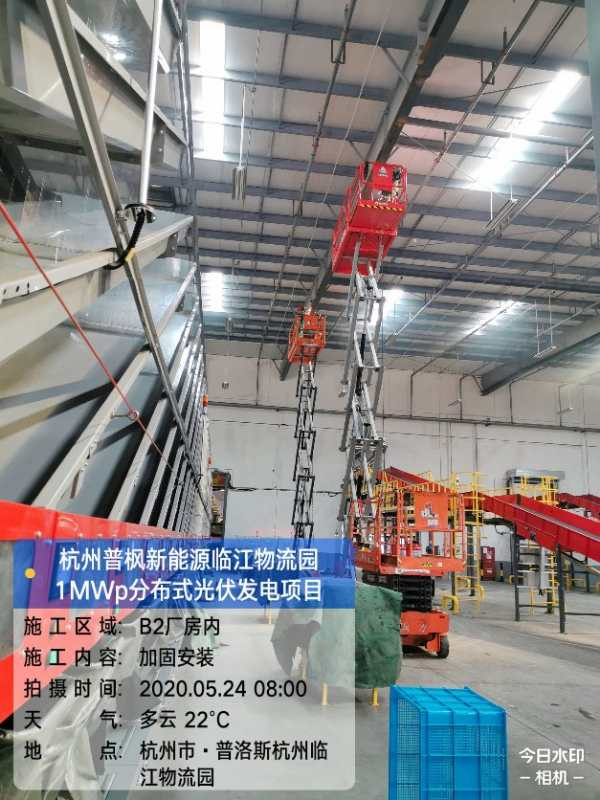 杭州普枫新能源临江物流园
1MWp分布式光伏发电项目
施工区域: B2厂房内
施工内容: 加固安装
拍摄时间: 2020.05.24 08:00
天气: 多云 22℃
地点: 杭州市·普洛斯杭州临
江物流园
今日水印
-相机-